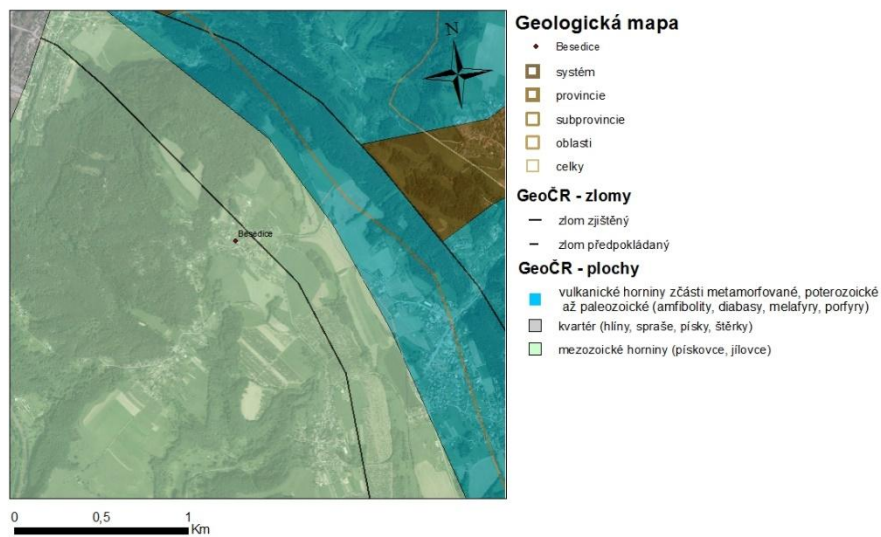 N
Besedice
0 0,5 1
Km
Geologická mapa
Besedice
systém
provincie
subprovincie
oblasti
celky
GeoČR - zlomy
zlom zjištěný
zlom předpokládaný
GeoČR - plochy
vulkanické horniny zčásti metamorfované, poterozoické
až paleozoické (amfibolity, diabasy, melafyry, porfyry)
kvartér (hlíny, spraše, písky, štěrky)
mezozoické horniny (pískovce, jílovce)